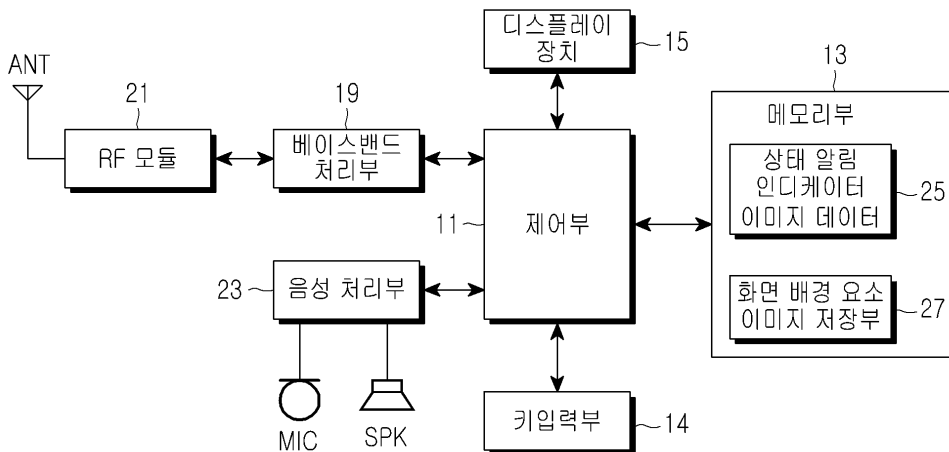 디스플레이
장치
15
ANT
21
19
13
RF 모듈
베이스밴드
처리부
메모리부
상태 알림
인디케이터
이미지 데이터
25
11
제어부
23
음성 처리부
화면 배경 요소
이미지 저장부
27
MIC
SPK
키입력부
14